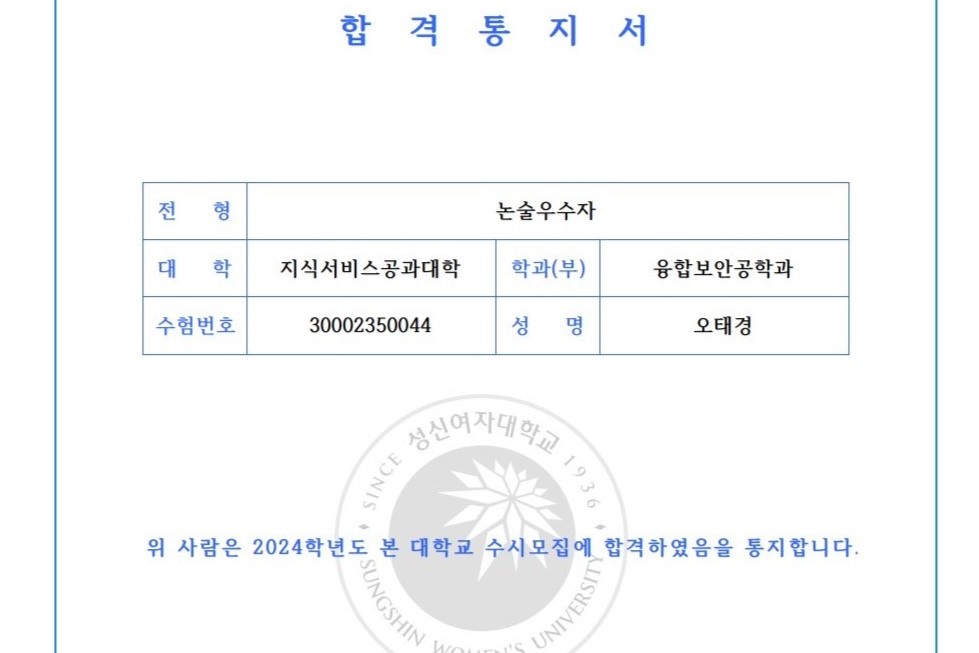 합 격 통 지 서
전 형 논술우수자
대 학 지식서비스공과대학 학과(부) 융합보안공학과
수험번호 30002350044 성 명 오태경
성신여자대학교
SINCE 1936
위 사람은 2024학년도 본 대학교 수시모집에 합격하였음을 통지합니다.
SUNGSHIN WOMEN'S UNIVERSITY